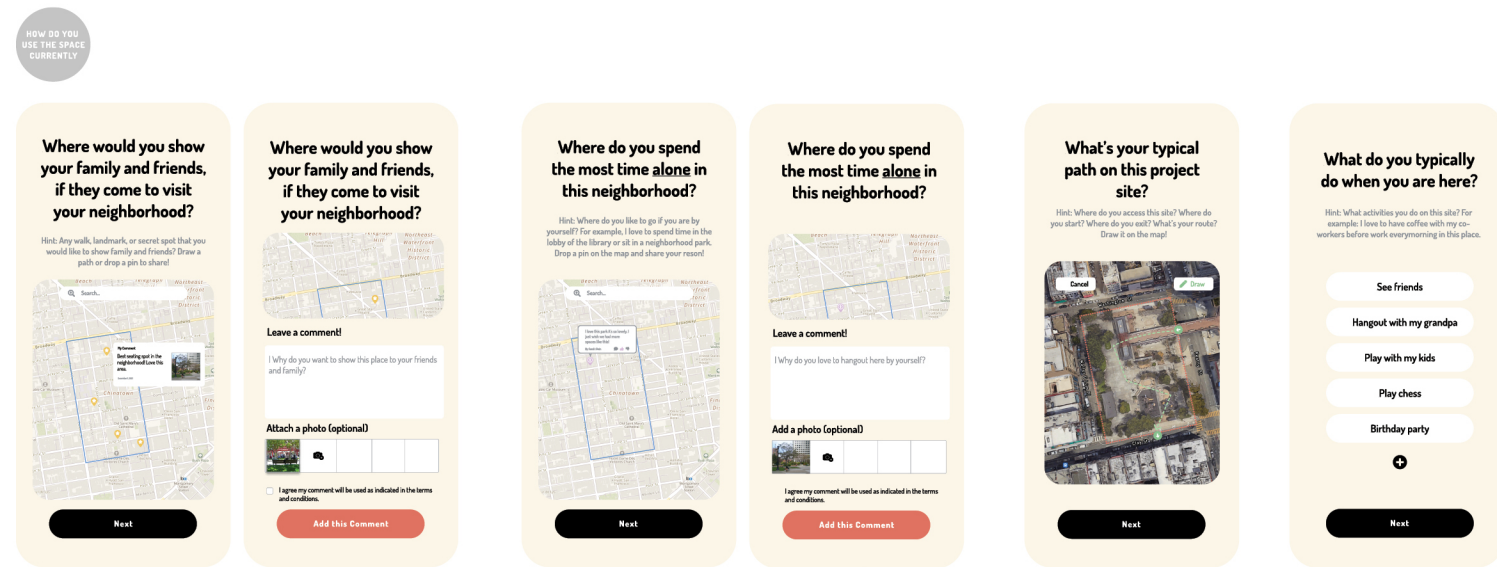 HOW DO YOU
USE THE SPACE
CURRENTLY
Where would you show
your family and friends,
if they come to visit
your neighborhood?
Hint: Any walk, landmark, or secret spot that you
would like to show family and friends? Draw a
path or drop a pin to share!
Search...
Broadway
My Comment
Best seating spot in the
neighborhood! Love this
area.
Chinatown
Next
Where would you show
your family and friends,
if they come to visit
your neighborhood?
Leave a comment!
I Why do you want to show this place to your friends
and family?
Attach a photo (optional)
I agree my comment will be used as indicated in the terms
and conditions.
Add this Comment
Where do you spend
the most time alone in
this neighborhood?
Hint: Where do you like to go if you are by
yourself? For example, I love to spend time in the
lobby of the library or sit in a neighborhood park.
Drop a pin on the map and share your reson!
Search...
Broadway
Chinatown
Next
Where do you spend
the most time alone in
this neighborhood?
Leave a comment!
I Why do you love to hangout here by yourself?
Add a photo (optional)
I agree my comment will be used as indicated in the terms
and conditions.
Add this Comment
What's your typical
path on this project
site?
Hint: Where do you access this site? Where do
you start? Where do you exit? What's your route?
Draw it on the map!
Cancel
Draw
Next
What do you typically
do when you are here?
Hint: What activities you do on this site? For
example: I love to have coffee with my co-
workers before work everymorning in this place.
See friends
Hangout with my grandpa
Play with my kids
Play chess
Birthday party
Next